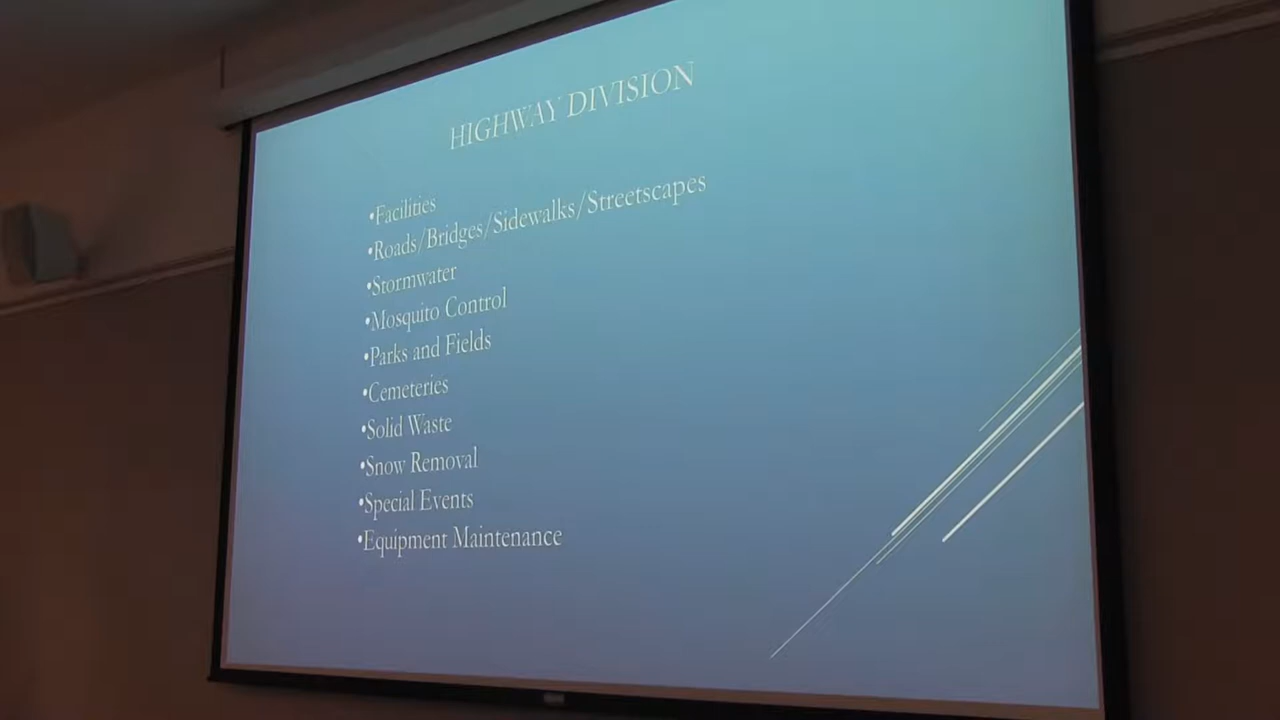 HIGHWAY DIVISION
•Facilities
•Roads/Bridges/Sidewalks/Streetscapes
•Stormwater
•Mosquito Control
•Parks and Fields
•Cemeteries
•Solid Waste
•Snow Removal
•Special Events
•Equipment Maintenance